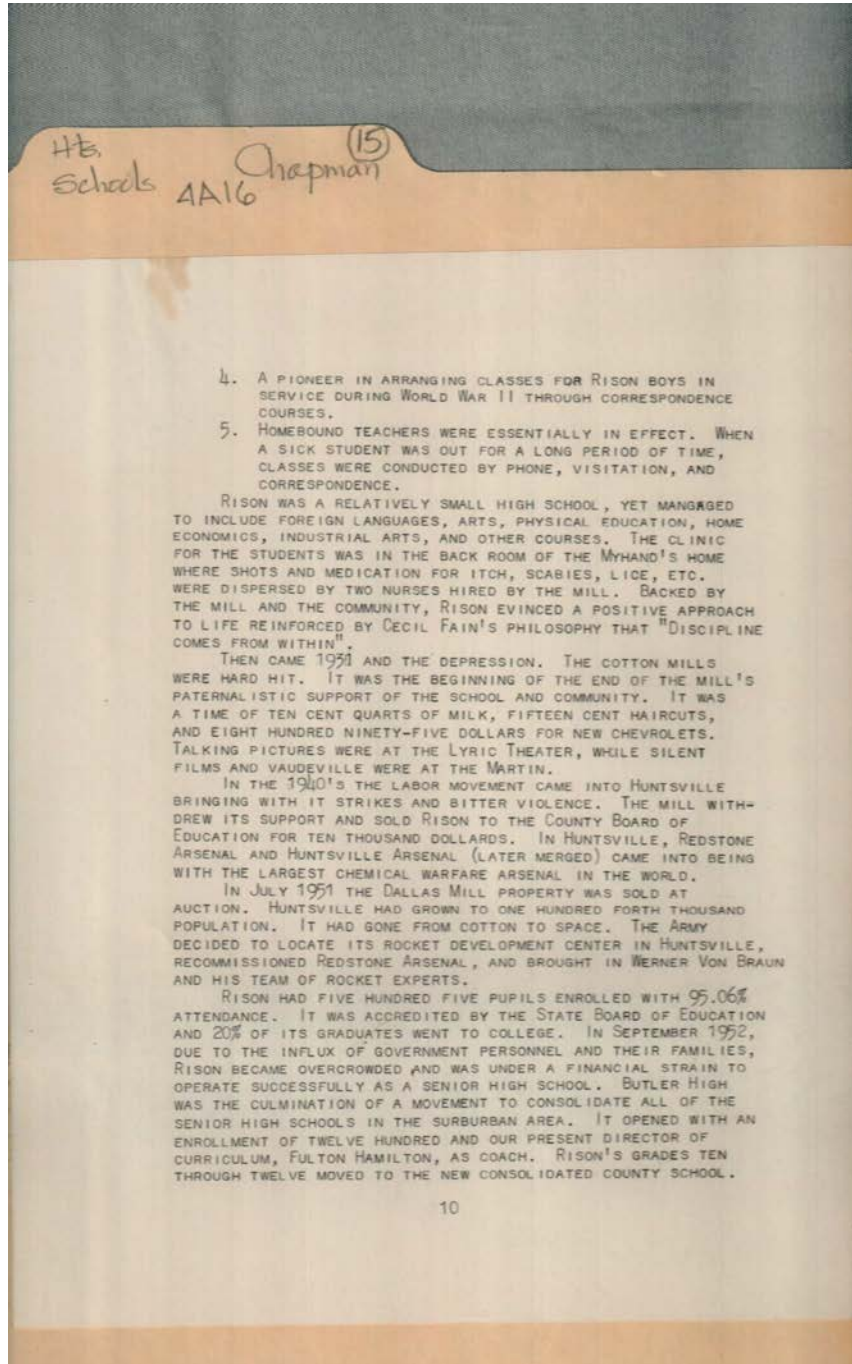 Hts. Chapman (15)
Schools 4A16
4. A PIONEER IN ARRANGING CLASSES FOR RISON BOYS IN
SERVICE DURING WORLD WAR II THROUGH CORRESPONDENCE
COURSES.
5. HOMEBOUND TEACHERS WERE ESSENTIALLY IN EFFECT. WHEN
A SICK STUDENT WAS OUT FOR A LONG PERIOD OF TIME,
CLASSES WERE CONDUCTED BY PHONE, VISITATION, AND
CORRESPONDENCE.
RISON WAS A RELATIVELY SMALL HIGH SCHOOL, YET MANGAGED
TO INCLUDE FOREIGN LANGUAGES, ARTS, PHYSICAL EDUCATION, HOME
ECONOMICS, INDUSTRIAL ARTS, AND OTHER COURSES. THE CLINIC
FOR THE STUDENTS WAS IN THE BACK ROOM OF THE MYHAND'S HOME
WHERE SHOTS AND MEDICATION FOR ITCH, SCABIES, LICE, ETC.
WERE DISPERSED BY TWO NURSES HIRED BY THE MILL. BACKED BY
THE MILL AND THE COMMUNITY, RISON EVINCED A POSITIVE APPROACH
TO LIFE REINFORCED BY CECIL FAIN'S PHILOSOPHY THAT "DISCIPLINE
COMES FROM WITHIN".
THEN CAME 1931 AND THE DEPRESSION. THE COTTON MILLS
WERE HARD HIT. IT WAS THE BEGINNING OF THE END OF THE MILL'S
PATERNALISTIC SUPPORT OF THE SCHOOL AND COMMUNITY. IT WAS
A TIME OF TEN CENT QUARTS OF MILK, FIFTEEN CENT HAIRCUTS,
AND EIGHT HUNDRED NINETY-FIVE DOLLARS FOR NEW CHEVROLETS.
TALKING PICTURES WERE AT THE LYRIC THEATER, WHILE SILENT
FILMS AND VAUDEVILLE WERE AT THE MARTIN.
IN THE 1940'S THE LABOR MOVEMENT CAME INTO HUNTSVILLE
BRINGING WITH IT STRIKES AND BITTER VIOLENCE. THE MILL WITH-
DREW ITS SUPPORT AND SOLD RISON TO THE COUNTY BOARD OF
EDUCATION FOR TEN THOUSAND DOLLARDS. IN HUNTSVILLE, REDSTONE
ARSENAL AND HUNTSVILLE ARSENAL (LATER MERGED) CAME INTO BEING
WITH THE LARGEST CHEMICAL WARFARE ARSENAL IN THE WORLD.
IN JULY 1951 THE DALLAS MILL PROPERTY WAS SOLD AT
AUCTION. HUNTSVILLE HAD GROWN TO ONE HUNDRED FORTH THOUSAND
POPULATION. IT HAD GONE FROM COTTON TO SPACE. THE ARMY
DECIDED TO LOCATE ITS ROCKET DEVELOPMENT CENTER IN HUNTSVILLE,
RECOMMISSIONED REDSTONE ARSENAL, AND BROUGHT IN WERNER VON BRAUN
AND HIS TEAM OF ROCKET EXPERTS.
RISON HAD FIVE HUNDRED FIVE PUPILS ENROLLED WITH 95.06%
ATTENDANCE. IT WAS ACCREDITED BY THE STATE BOARD OF EDUCATION
AND 20% OF ITS GRADUATES WENT TO COLLEGE. IN SEPTEMBER 1952,
DUE TO THE INFLUX OF GOVERNMENT PERSONNEL AND THEIR FAMILIES,
RISON BECAME OVERCROWDED AND WAS UNDER A FINANCIAL STRAIN TO
OPERATE SUCCESSFULLY AS A SENIOR HIGH SCHOOL. BUTLER HIGH
WAS THE CULMINATION OF A MOVEMENT TO CONSOLIDATE ALL OF THE
SENIOR HIGH SCHOOLS IN THE SURBURBAN AREA. IT OPENED WITH AN
ENROLLMENT OF TWELVE HUNDRED AND OUR PRESENT DIRECTOR OF
CURRICULUM, FULTON HAMILTON, AS COACH. RISON'S GRADES TEN
THROUGH TWELVE MOVED TO THE NEW CONSOLIDATED COUNTY SCHOOL.
10